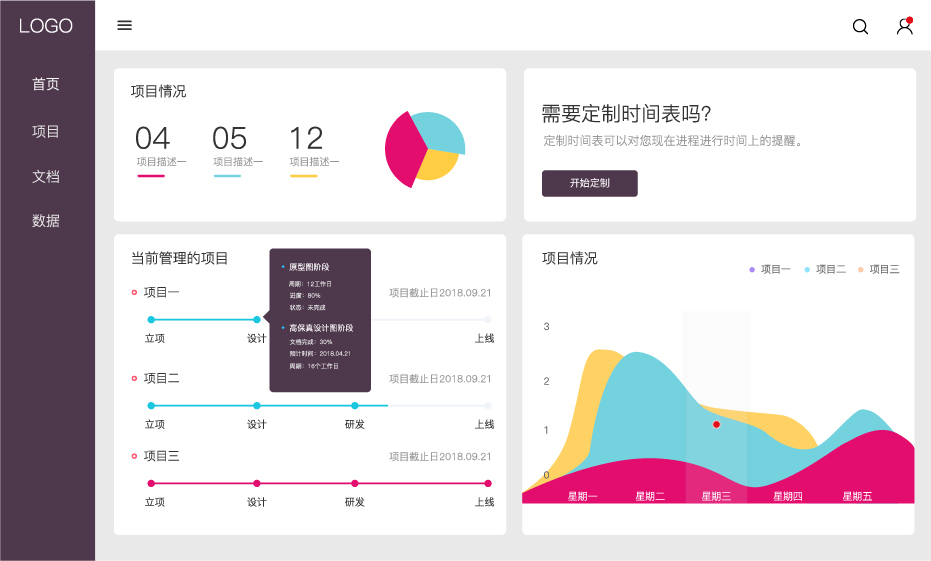 LOGO
首页
项目
文档
数据
项目情况
04 05 12
项目描述一 项目描述一 项目描述一
需要定制时间表吗？
定制时间表可以对您现在进程进行时间上的提醒。
开始定制
当前管理的项目
项目一 项目截止日2018.09.21
立项 设计 上线
原型图阶段
周期：12工作日
进度：80%
状态：未完成
高保真设计图阶段
文档完成：30%
预计时间：2018.04.21
周期：16个工作日
项目二 项目截止日2018.09.21
立项 设计 研发 上线
项目三 项目截止日2018.09.21
立项 设计 研发 上线
项目情况
项目一 项目二 项目三
3
2
1
0
星期一 星期二 星期三 星期四 星期五